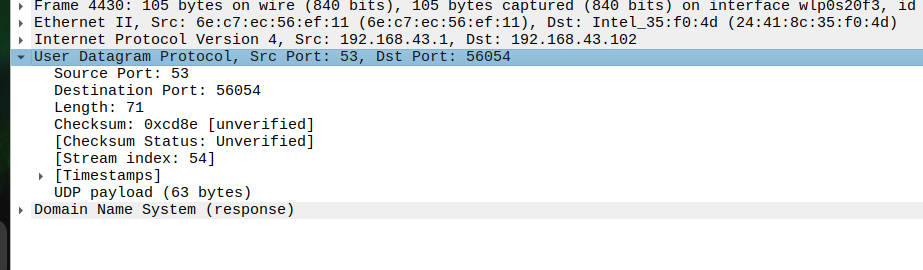 Frame 4430: 105 bytes on wire (840 bits), 105 bytes captured (840 bits) on interface wlp0s20f3, id
Ethernet II, Src: 6e:c7:ec:56:ef:11 (6e:c7:ec:56:ef:11), Dst: Intel_35:f0:4d (24:41:8c:35:f0:4d)
Internet Protocol Version 4, Src: 192.168.43.1, Dst: 192.168.43.102
User Datagram Protocol, Src Port: 53, Dst Port: 56054
Source Port: 53
Destination Port: 56054
Length: 71
Checksum: 0xcd8e [unverified]
[Checksum Status: Unverified]
[Stream index: 54]
[Timestamps]
UDP payload (63 bytes)
Domain Name System (response)